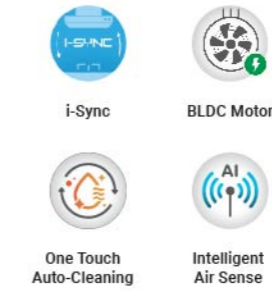 i-SYNC
i-Sync
BLDC Motor
AI
One Touch
Auto-Cleaning
Intelligent
Air Sense